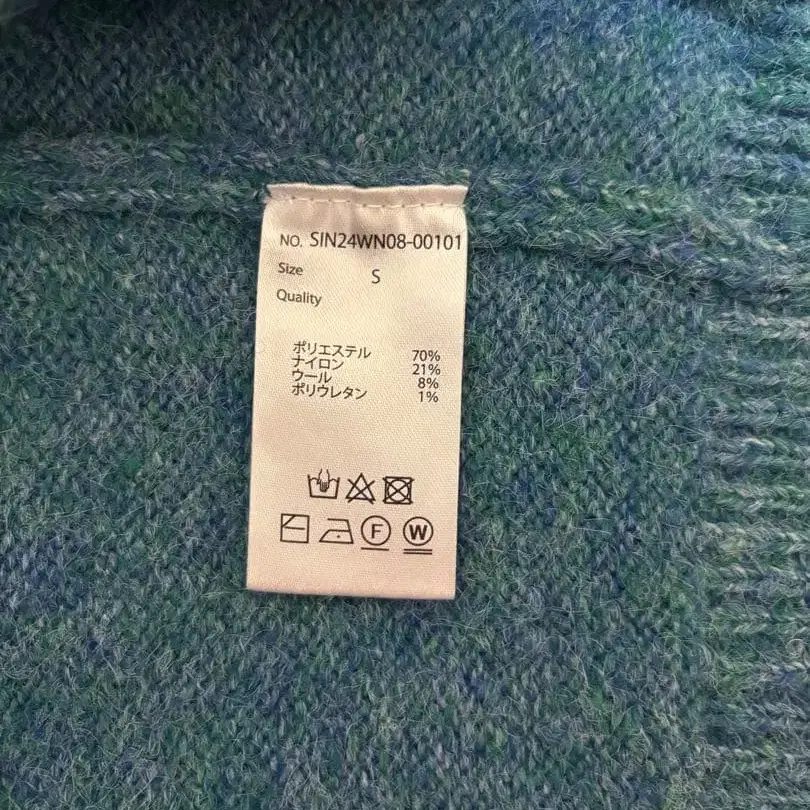 NO. SIN24WN08-00101
Size S
Quality
ポリエステル 70%
ナイロン 21%
ウール 8%
ポリウレタン 1%
F W